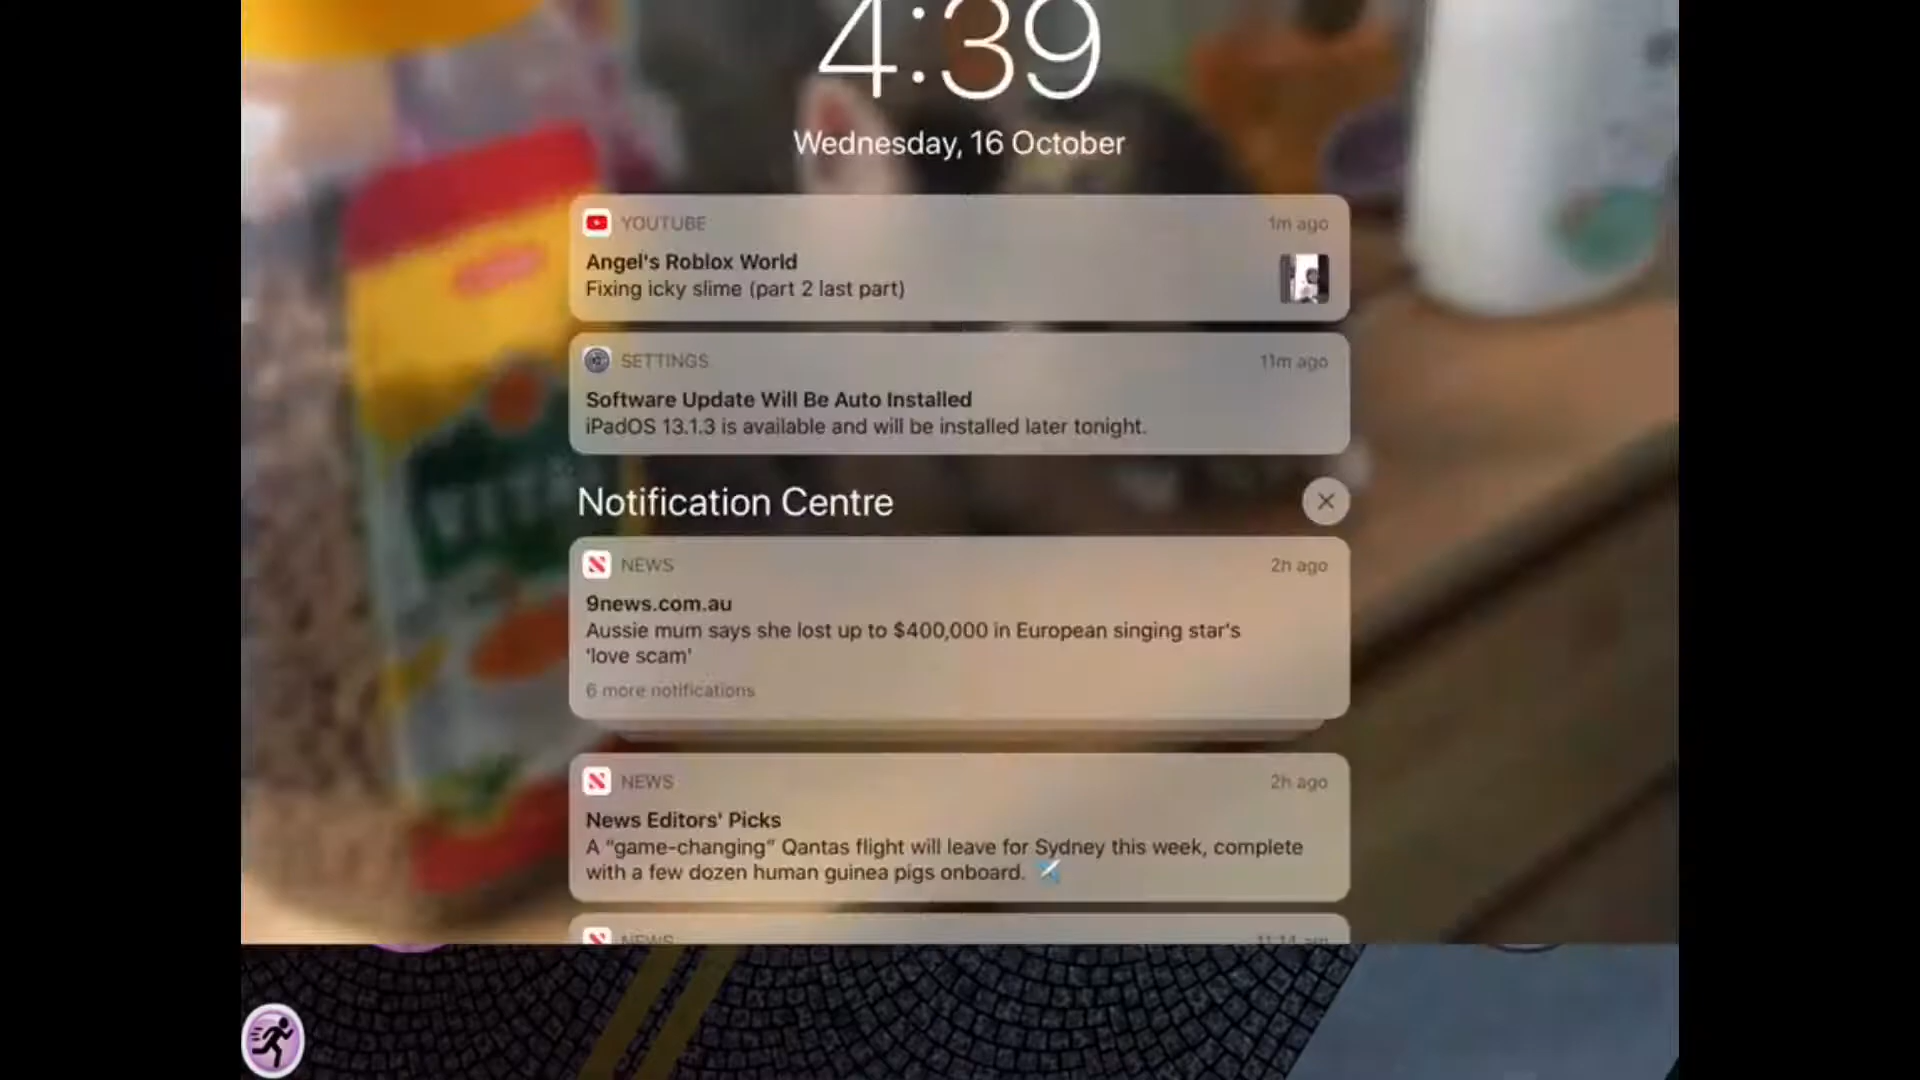 4:39
Wednesday, 16 October
YOUTUBE
1m ago
Angel's Roblox World
Fixing icky slime (part 2 last part)
SETTINGS
11m ago
Software Update Will Be Auto Installed
iPadOS 13.1.3 is available and will be installed later tonight.
Notification Centre
NEWS
2h ago
9news.com.au
Aussie mum says she lost up to $400,000 in European singing star's
'love scam'
6 more notifications
NEWS
2h ago
News Editors' Picks
A "game-changing" Qantas flight will leave for Sydney this week, complete
with a few dozen human guinea pigs onboard.
NEWS
11:14 am